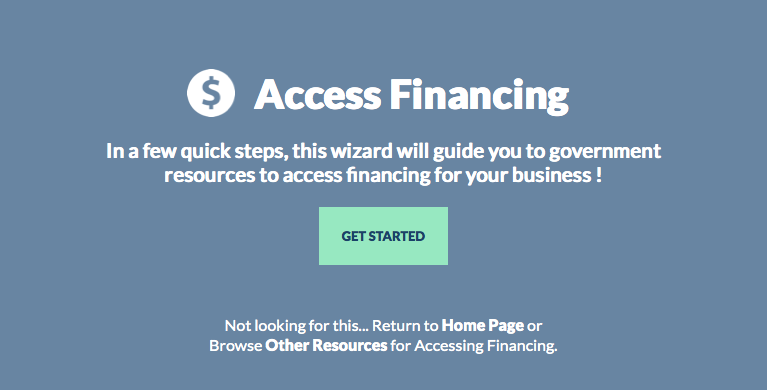 $ Access Financing
In a few quick steps, this wizard will guide you to government
resources to access financing for your business !
GET STARTED
Not looking for this... Return to Home Page or
Browse Other Resources for Accessing Financing.